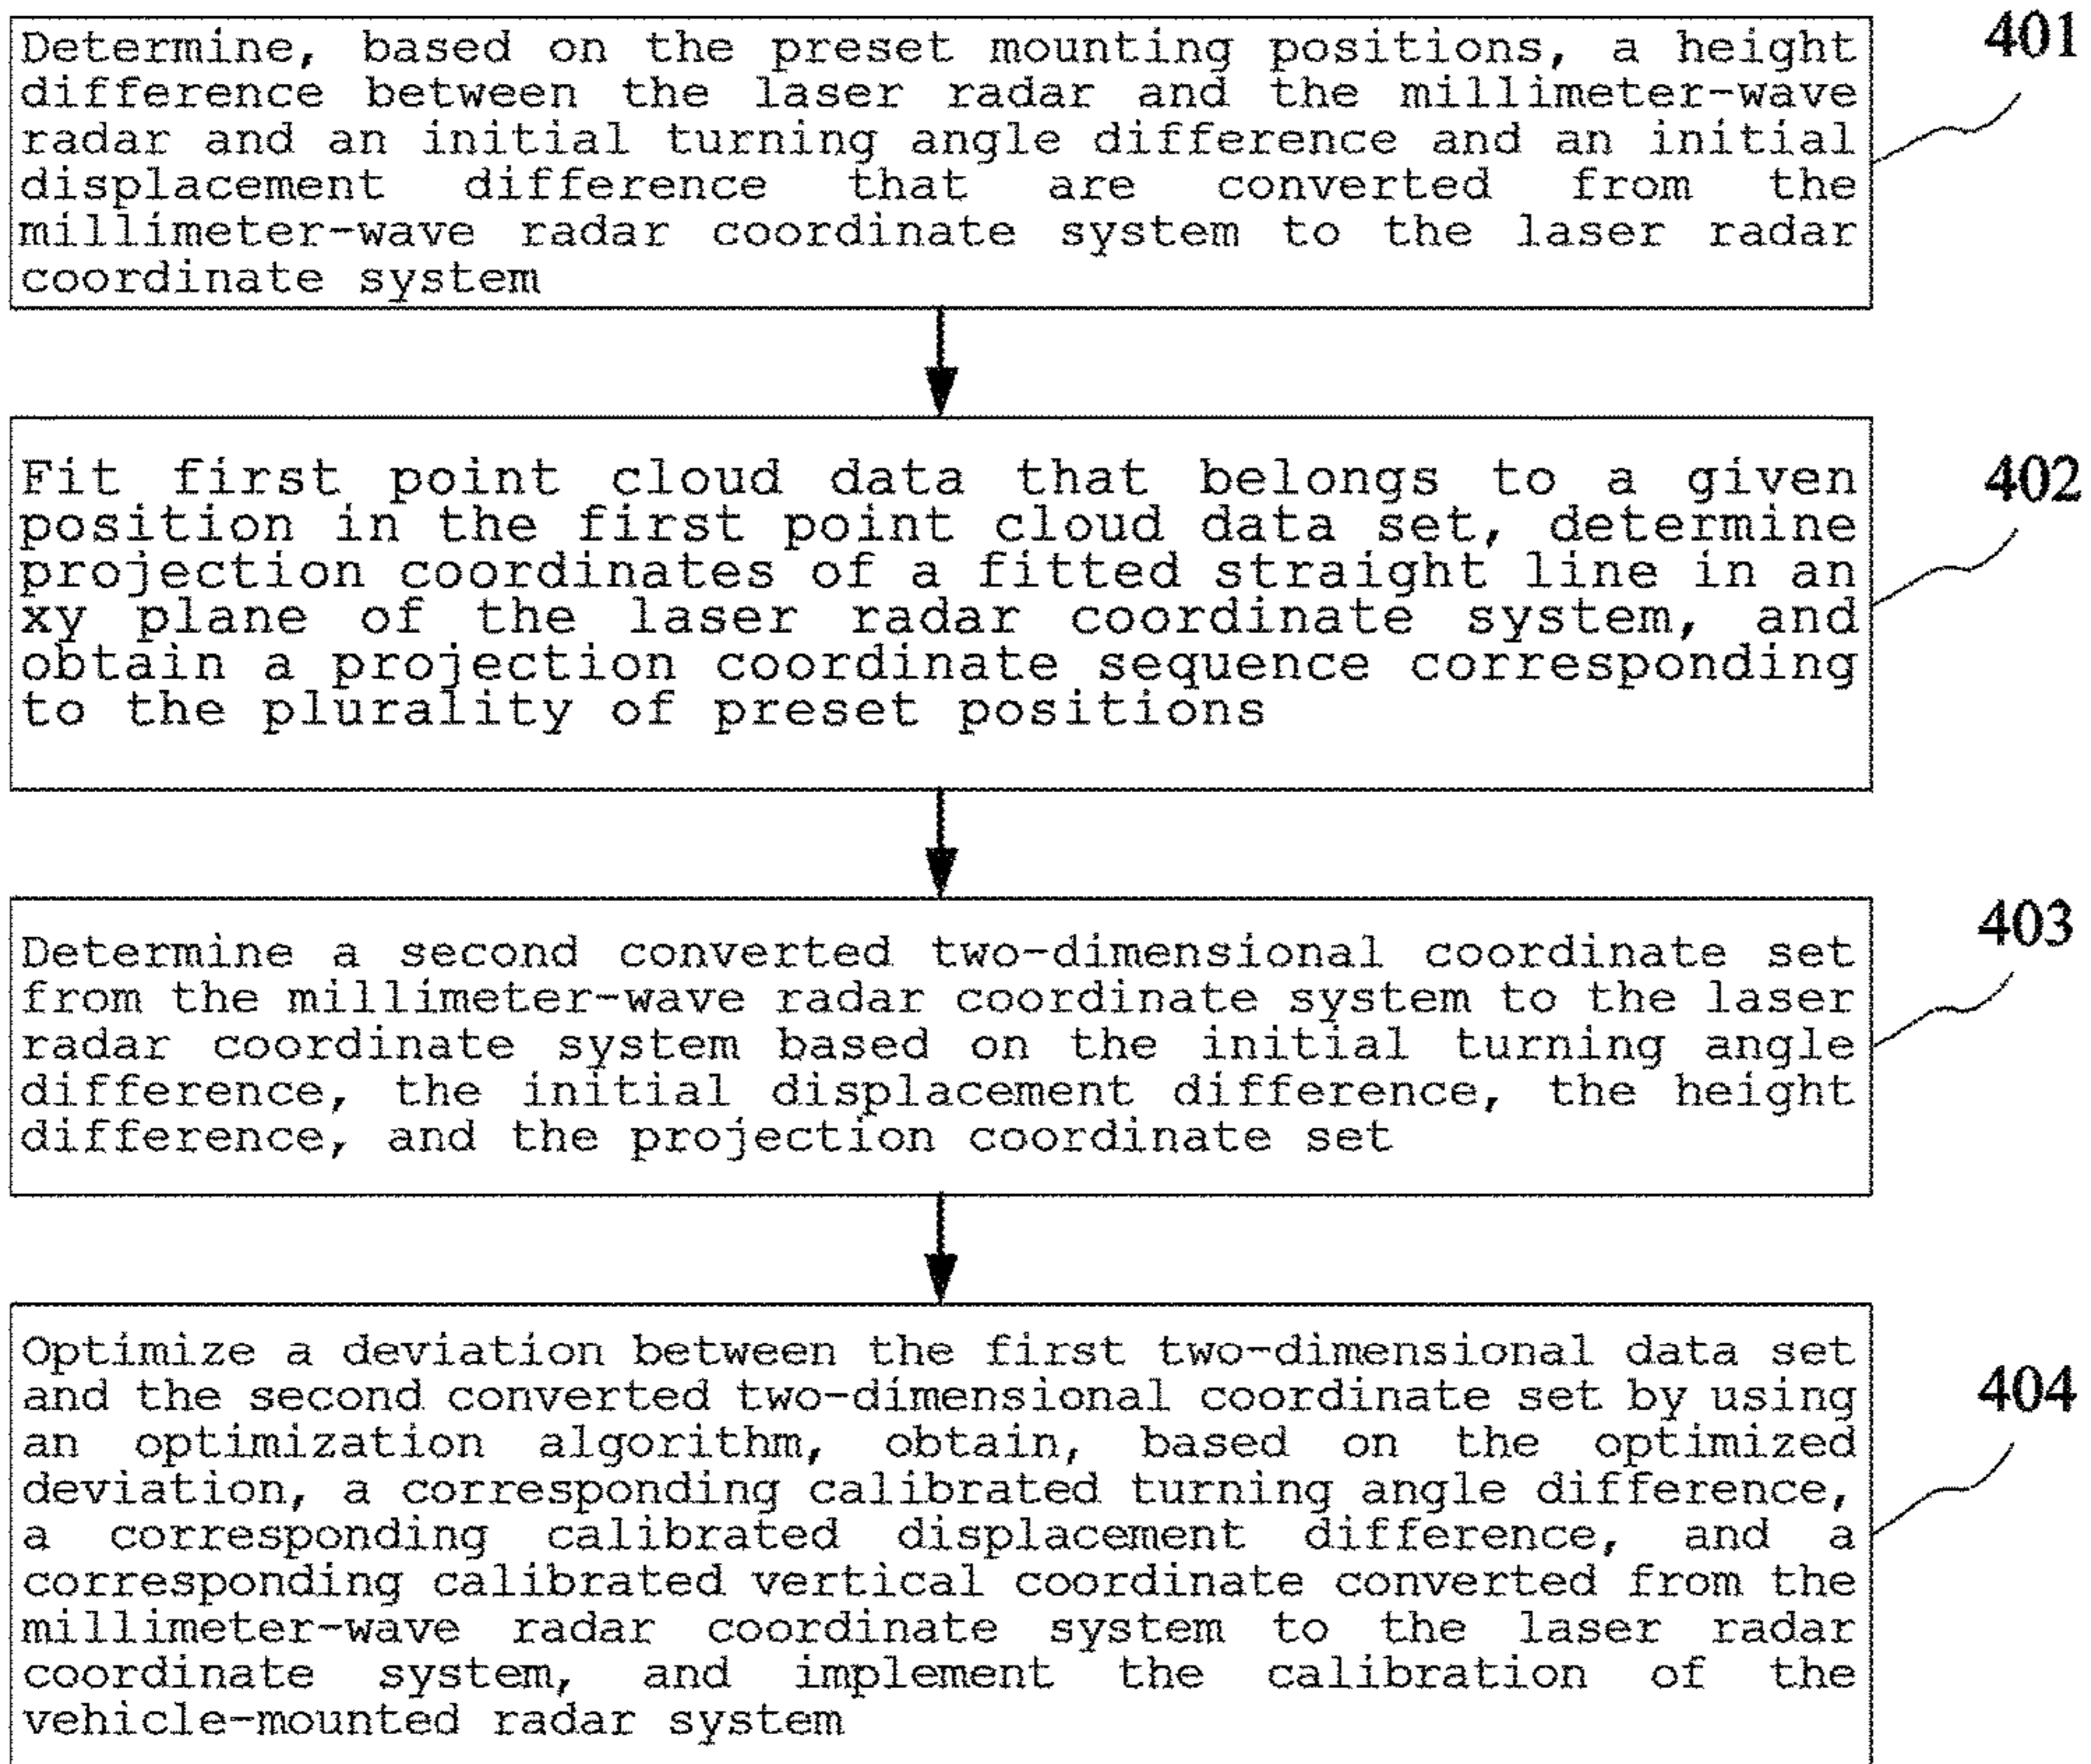 Determine, based on the preset mounting positions, a height
difference between the laser radar and the millimeter-wave
radar and an initial turning angle difference and an initial
displacement difference that are converted from the
millimeter-wave radar coordinate system to the laser radar
coordinate system
401
Fit first point cloud data that belongs to a given
position in the first point cloud data set, determine
projection coordinates of a fitted straight line in an
xy plane of the laser radar coordinate system, and
obtain a projection coordinate sequence corresponding
to the plurality of preset positions
402
Determine a second converted two-dimensional coordinate set
from the millimeter-wave radar coordinate system to the laser
radar coordinate system based on the initial turning angle
difference, the initial displacement difference, the height
difference, and the projection coordinate set
403
Optimize a deviation between the first two-dimensional data set
and the second converted two-dimensional coordinate set by using
an optimization algorithm, obtain, based on the optimized
deviation, a corresponding calibrated turning angle difference,
a corresponding calibrated displacement difference, and a
corresponding calibrated vertical coordinate converted from the
millimeter-wave radar coordinate system to the laser radar
coordinate system, and implement the calibration of the
vehicle-mounted radar system
404